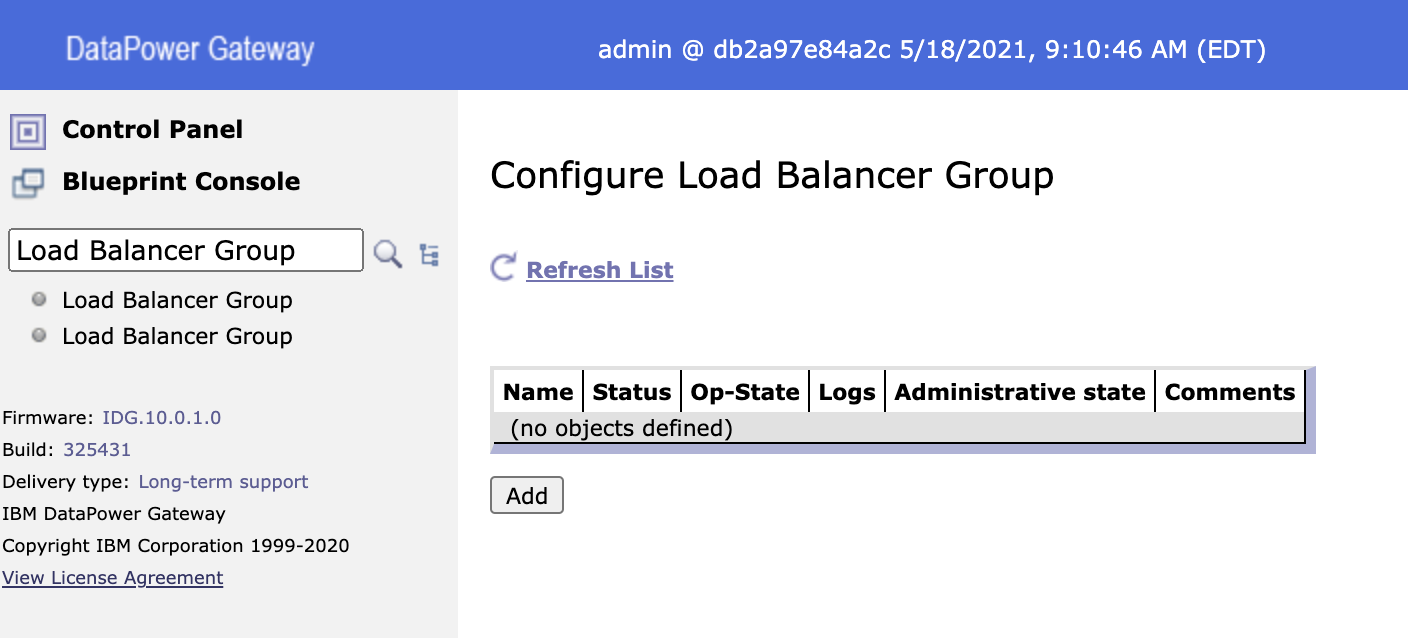 DataPower Gateway
admin @ db2a97e84a2c 5/18/2021, 9:10:46 AM (EDT)
Control Panel
Blueprint Console
Load Balancer Group
Load Balancer Group
Load Balancer Group
Firmware: IDG.10.0.1.0
Build: 325431
Delivery type: Long-term support
IBM DataPower Gateway
Copyright IBM Corporation 1999-2020
View License Agreement
Configure Load Balancer Group
Refresh List
Name Status Op-State Logs Administrative state Comments
(no objects defined)
Add